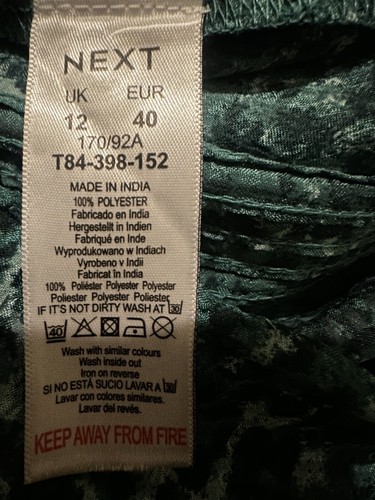 NEXT
UK EUR
12 40
170/92A
T84-398-152
MADE IN INDIA
100% POLYESTER
Fabricado en India
Hergestellt in Indien
Fabriqué en Inde
Wyprodukowano w Indiach
Vyrobeno v Indii
Fabricat în India
100% Poliéster Polyester Polyester
Poliester Polyester Polyester
IF IT'S NOT DIRTY WASH AT 30
40
Wash with similar colours
Wash inside out
Iron on reverse
SI NO ESTÁ SUCIO LAVAR A 30
Lavar con colores similares.
Lavar del revés.
KEEP AWAY FROM FIRE